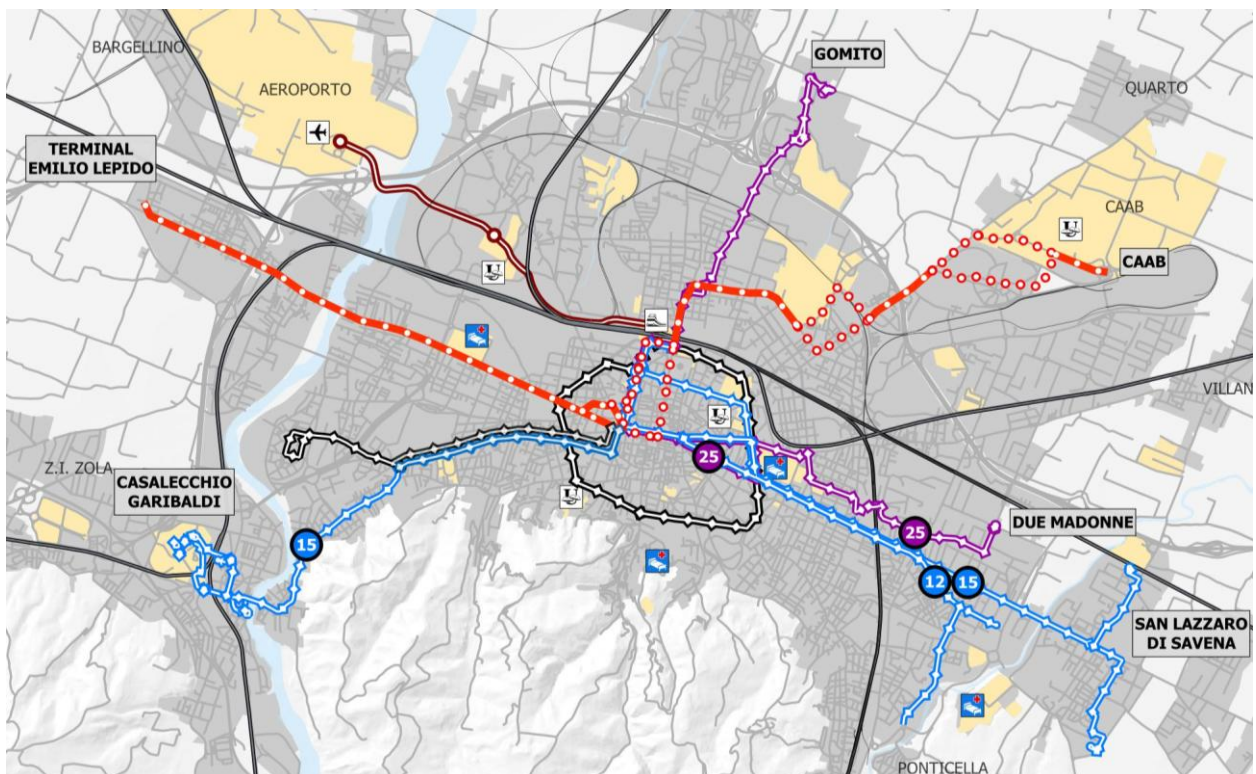 BARGELLINO
AEROPORTO
GOMITO
QUARTO
TERMINAL
EMILIO LEPIDO
U
U
CAAB
CAAB
VILLAN
U
25
Z.I. ZOLA
CASALECCHIO
GARIBALDI
U
25
DUE MADONNE
15
12
15
SAN LAZZARO
DI SAVENA
PONTICELLA